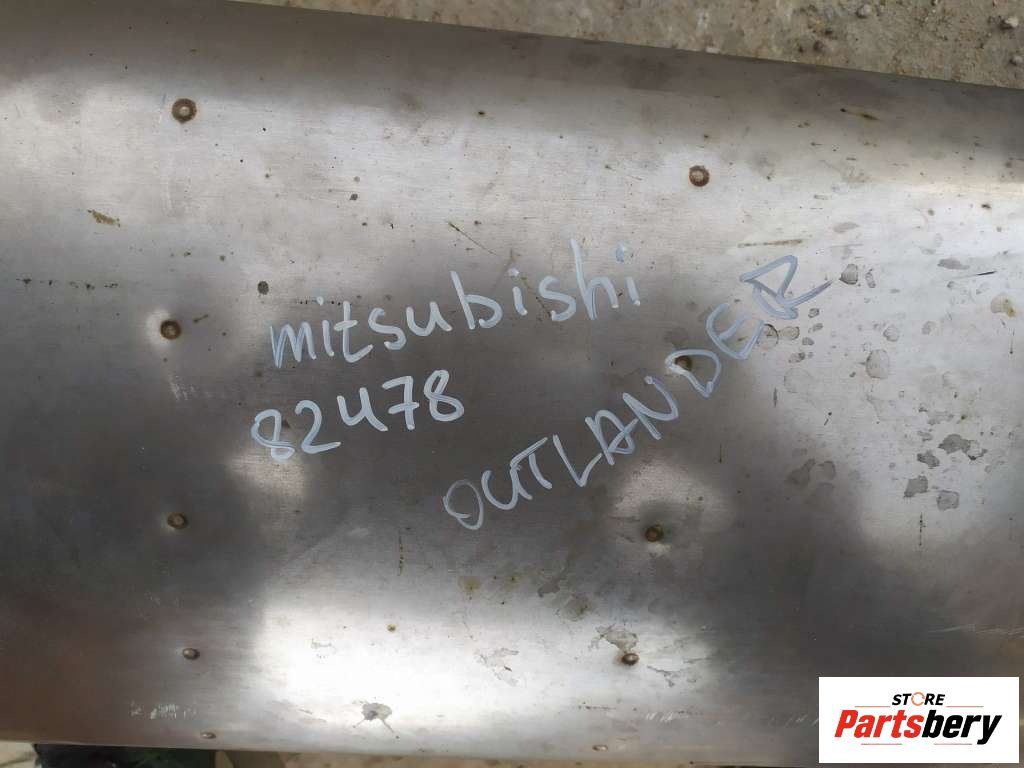 mitsubishi
82478
OUTLANDER
STORE
Partsbery